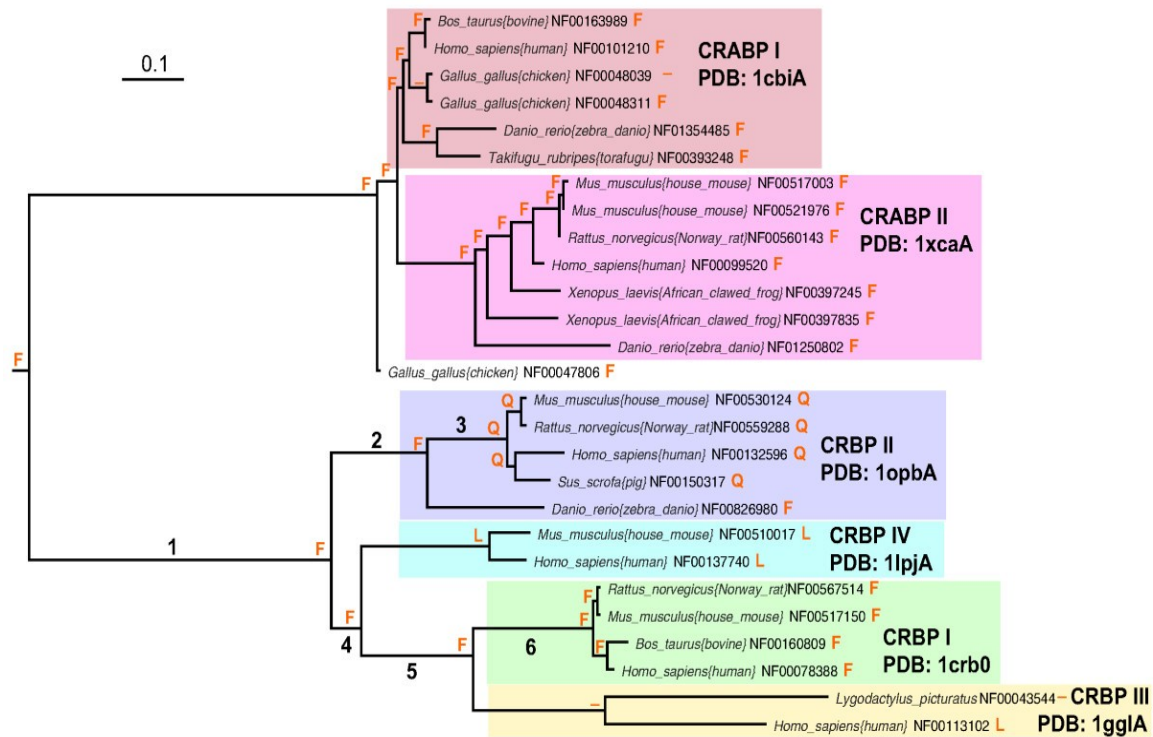 0.1
F
Bos_taurus{bovine} NF00163989 F
Homo_sapiens{human} NF00101210 F
F
Gallus_gallus{chicken} NF00048039 –
–
F
Gallus_gallus{chicken} NF00048311 F
F
Danio_rerio{zebra_danio} NF01354485 F
Takifugu_rubripes{torafugu} NF00393248 F
CRABP I
PDB: 1cbiA
F
F
F
Mus_musculus{house_mouse} NF00517003 F
F
Mus_musculus{house_mouse} NF00521976 F
F
F
Rattus_norvegicus{Norway_rat} NF00560143 F
F
Homo_sapiens{human} NF00099520 F
Xenopus_laevis{African_clawed_frog} NF00397245 F
Xenopus_laevis{African_clawed_frog} NF00397835 F
Danio_rerio{zebra_danio} NF01250802 F
CRABP II
PDB: 1xcaA
F
Gallus_gallus{chicken} NF00047806 F
Q
Mus_musculus{house_mouse} NF00530124 Q
2
F
3
Q
Rattus_norvegicus{Norway_rat}NF00559288 Q
Q
Homo_sapiens{human} NF00132596 Q
Sus_scrofa{pig} NF00150317 Q
Danio_rerio{zebra_danio} NF00826980 F
CRBP II
PDB: 1opbA
1
F
L
Mus_musculus{house_mouse} NF00510017 L
Homo_sapiens{human} NF00137740 L
CRBP IV
PDB: 1lpjA
F
4
F
5
F
Rattus_norvegicus{Norway_rat}NF00567514 F
F
Mus_musculus{house_mouse} NF00517150 F
6
F
Bos_taurus{bovine} NF00160809 F
Homo_sapiens{human} NF00078388 F
CRBP I
PDB: 1crb0
–
Lygodactylus_picturatus NF00043544 – CRBP III
Homo_sapiens{human} NF00113102 L PDB: 1gglA